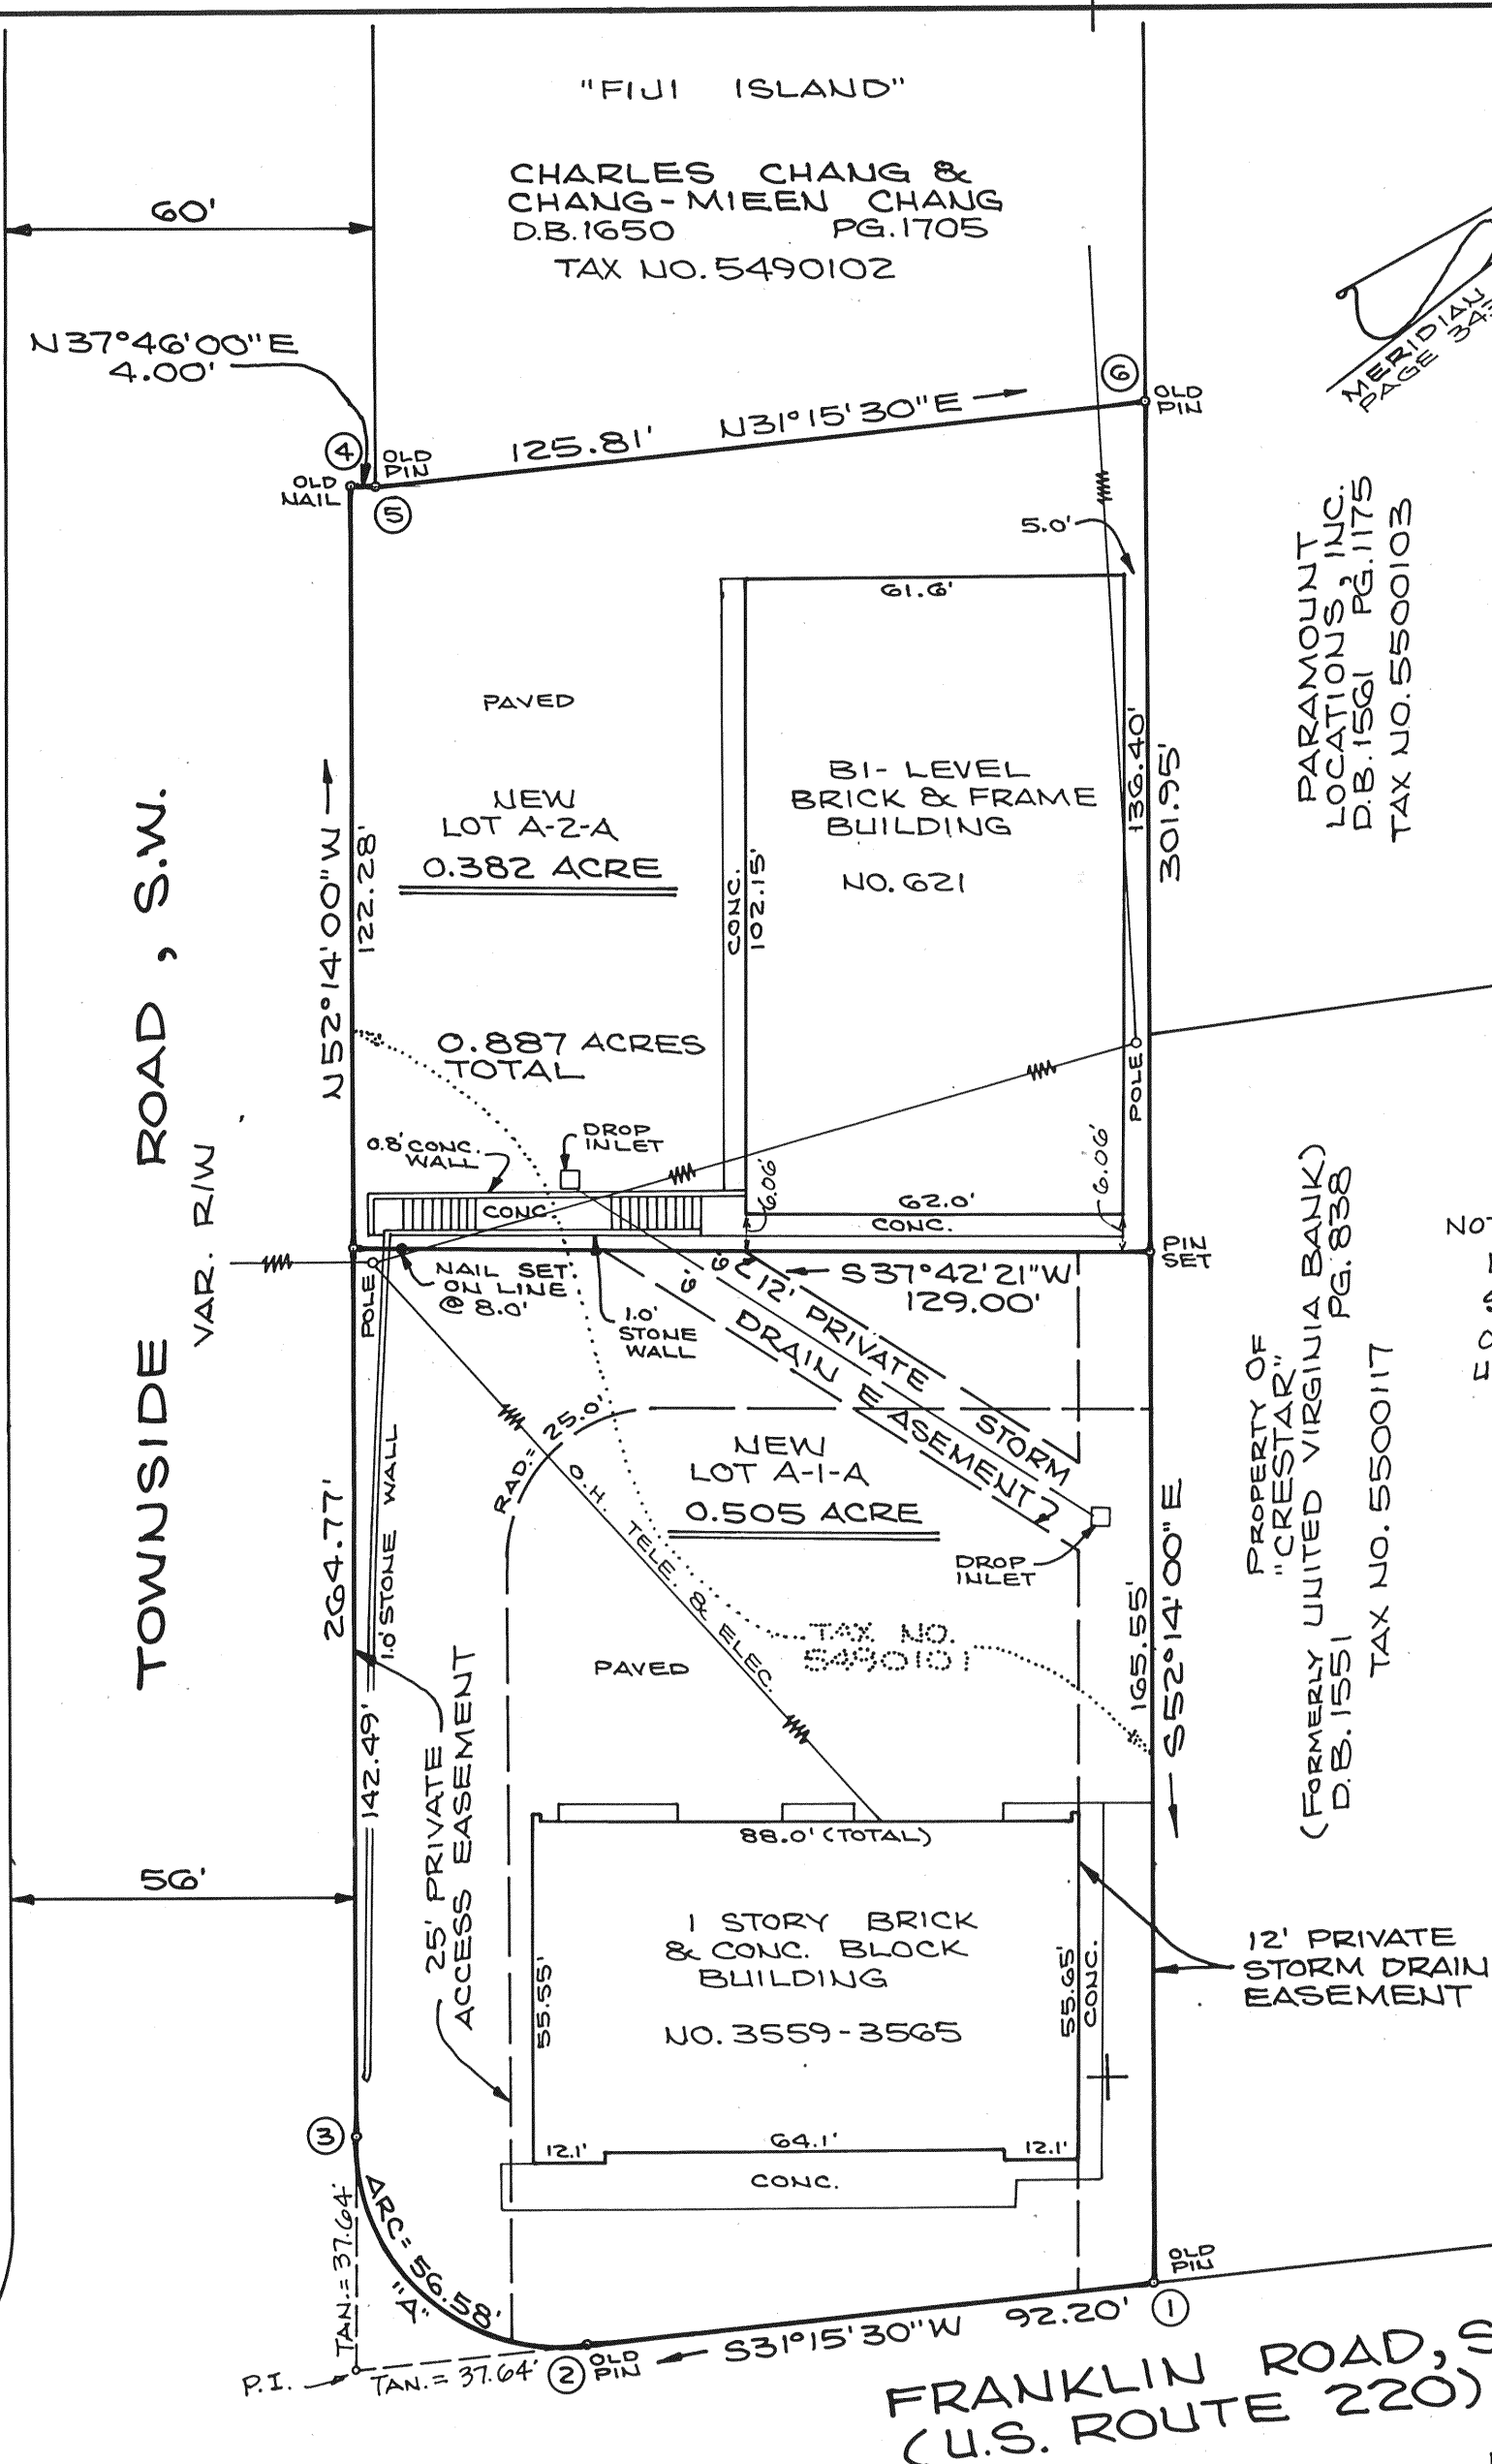 "FIJI ISLAND"
CHARLES CHANG &
CHANG-MIEEN CHANG
D.B.1650 PG.1705
TAX NO. 5490102
60'
N37°46'00"E
4.00'
MERIDIAN
PAGE
④
OLD
NAIL
OLD
PIN
⑤
125.81' N31°15'30"E
⑥
OLD
PIN
5.0'
61.6'
PARAMOUNT
LOCATIONS, INC.
D.B.1561 PG.1175
TAX NO. 5500103
PAVED
NEW
LOT A-2-A
0.382 ACRE
BI-LEVEL
BRICK & FRAME
BUILDING
NO. 621
CONC.
102.15'
136.40'
301.95'
N52°14'00"W
122.28'
TOWNSIDE ROAD, S.W.
VAR. R/W
0.887 ACRES
TOTAL
POLE
0.8' CONC.
WALL
DROP
INLET
CONC.
6.06'
62.0'
CONC.
6.06'
PIN
SET
POLE
NAIL SET
ON LINE
@ 8.0'
1.0'
STONE
WALL
6'
6'
S37°42'21"W
129.00'
12' PRIVATE STORM
DRAIN EASEMENT
PROPERTY OF
"CRESTAR"
(FORMERLY UNITED VIRGINIA BANK)
D.B. 1551 PG. 838
TAX NO. 5500117
RAD.= 25.0'
NEW
LOT A-1-A
0.505 ACRE
O.H. TELE. & ELEC.
DROP
INLET
264.77'
1.0' STONE WALL
TAX NO.
5490101
PAVED
165.55'
S52°14'00"E
142.49'
25' PRIVATE
ACCESS EASEMENT
56'
88.0' (TOTAL)
1 STORY BRICK
& CONC. BLOCK
BUILDING
NO. 3559-3565
55.55'
55.65'
CONC.
12' PRIVATE
STORM DRAIN
EASEMENT
12.1'
64.1'
12.1'
CONC.
③
TAN.= 37.64'
ARC= 56.58'
"A"
P.I.
TAN.= 37.64'
②
OLD
PIN
S31°15'30"W 92.20'
①
OLD
PIN
FRANKLIN ROAD, S
(U.S. ROUTE 220)